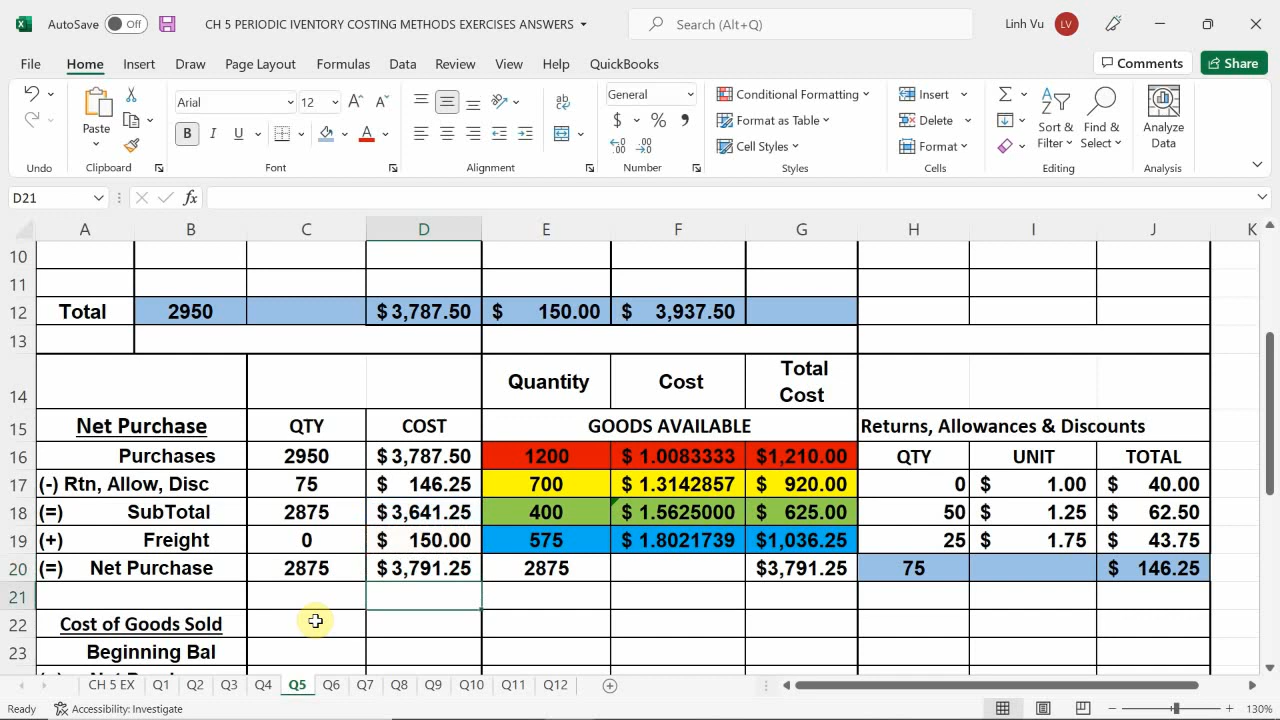 AutoSave Off CH 5 PERIODIC IVENTORY COSTING METHODS EXERCISES ANSWERS Search (Alt+Q) Linh Vu LV
File Home Insert Draw Page Layout Formulas Data Review View Help QuickBooks Comments Share
Arial 12 General Conditional Formatting Insert
Paste B I U $ % Format as Table Delete Sort & Filter Find & Select Analyze Data
Cell Styles Format
Undo Clipboard Font Alignment Number Styles Cells Editing Analysis
D21 fx
A B C D E F G H I J K
10
11
12 Total 2950 $ 3,787.50 $ 150.00 $ 3,937.50
13
14 Quantity Cost Total Cost
15 Net Purchase QTY COST GOODS AVAILABLE Returns, Allowances & Discounts
16 Purchases 2950 $ 3,787.50 1200 $ 1.0083333 $1,210.00 QTY UNIT TOTAL
17 (-) Rtn, Allow, Disc 75 $ 146.25 700 $ 1.3142857 $ 920.00 0 $ 1.00 $ 40.00
18 (=) SubTotal 2875 $ 3,641.25 400 $ 1.5625000 $ 625.00 50 $ 1.25 $ 62.50
19 (+) Freight 0 $ 150.00 575 $ 1.8021739 $1,036.25 25 $ 1.75 $ 43.75
20 (=) Net Purchase 2875 $ 3,791.25 2875 $3,791.25 75 $ 146.25
21
22 Cost of Goods Sold
23 Beginning Bal
CH 5 EX Q1 Q2 Q3 Q4 Q5 Q6 Q7 Q8 Q9 Q10 Q11 Q12
Ready Accessibility: Investigate 130%